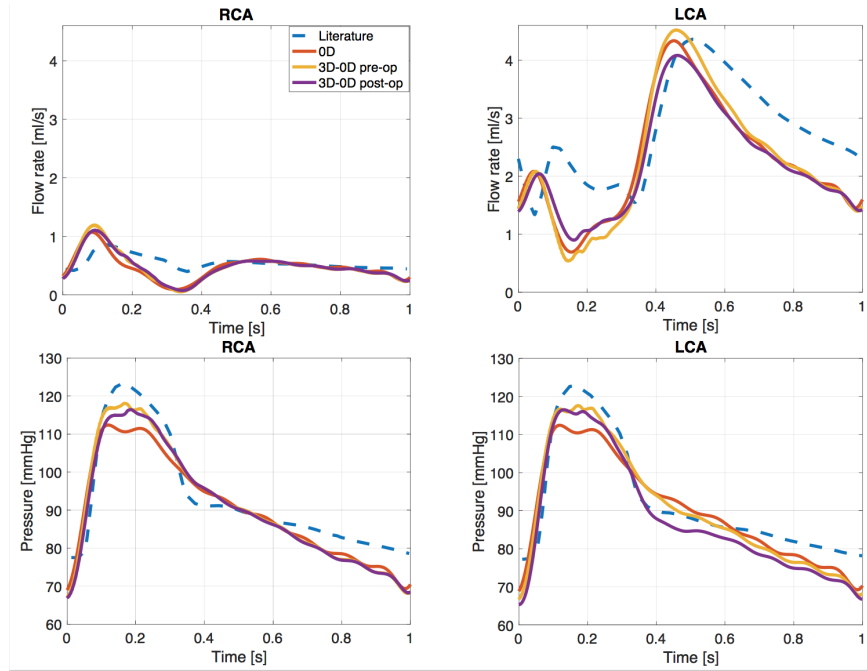 RCA
Flow rate [ml/s]
4
3
2
1
0
Literature
0D
3D-0D pre-op
3D-0D post-op
0 0.2 0.4 0.6 0.8 1
Time [s]
LCA
Flow rate [ml/s]
4
3
2
1
0
0 0.2 0.4 0.6 0.8 1
Time [s]
RCA
Pressure [mmHg]
130
120
110
100
90
80
70
60
0 0.2 0.4 0.6 0.8 1
Time [s]
LCA
Pressure [mmHg]
130
120
110
100
90
80
70
60
0 0.2 0.4 0.6 0.8 1
Time [s]